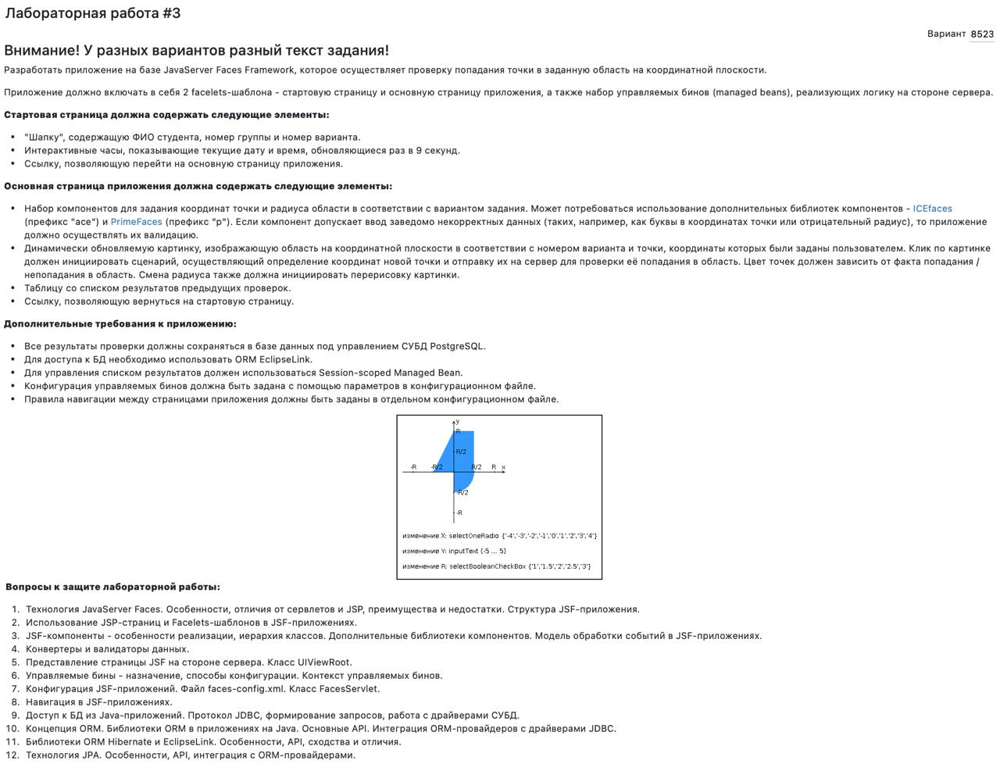 Лабораторная работа #3
Вариант 8523
Внимание! У разных вариантов разный текст задания!
Разработать приложение на базе JavaServer Faces Framework, которое осуществляет проверку попадания точки в заданную область на координатной плоскости.
Приложение должно включать в себя 2 facelets-шаблона - стартовую страницу и основную страницу приложения, а также набор управляемых бинов (managed beans), реализующих логику на стороне сервера.
Стартовая страница должна содержать следующие элементы:
• "Шапку", содержащую ФИО студента, номер группы и номер варианта.
• Интерактивные часы, показывающие текущие дату и время, обновляющиеся раз в 9 секунд.
• Ссылку, позволяющую перейти на основную страницу приложения.
Основная страница приложения должна содержать следующие элементы:
• Набор компонентов для задания координат точки и радиуса области в соответствии с вариантом задания. Может потребоваться использование дополнительных библиотек компонентов - ICEfaces
(префикс "ace") и PrimeFaces (префикс "p"). Если компонент допускает ввод заведомо некорректных данных (таких, например, как буквы в координатах точки или отрицательный радиус), то приложение
должно осуществлять их валидацию.
• Динамически обновляемую картинку, изображающую область на координатной плоскости в соответствии с номером варианта и точки, координаты которых были заданы пользователем. Клик по картинке
должен инициировать сценарий, осуществляющий определение координат новой точки и отправку их на сервер для проверки её попадания в область. Цвет точек должен зависить от факта попадания /
непопадания в область. Смена радиуса также должна инициировать перерисовку картинки.
• Таблицу со списком результатов предыдущих проверок.
• Ссылку, позволяющую вернуться на стартовую страницу.
Дополнительные требования к приложению:
• Все результаты проверки должны сохраняться в базе данных под управлением СУБД PostgreSQL.
• Для доступа к БД необходимо использовать ORM EclipseLink.
• Для управления списком результатов должен использоваться Session-scoped Managed Bean.
• Конфигурация управляемых бинов должна быть задана с помощью параметров в конфигурационном файле.
• Правила навигации между страницами приложения должны быть заданы в отдельном конфигурационном файле.
y
R
R/2
-R -R/2 R/2 R x
-R/2
-R
изменение X: selectOneRadio {'-4','-3','-2','-1','0','1','2','3','4'}
изменение Y: inputText (-5 ... 5)
изменение R: selectBooleanCheckBox {'1','1.5','2','2.5','3'}
Вопросы к защите лабораторной работы:
1. Технология JavaServer Faces. Особенности, отличия от сервлетов и JSP, преимущества и недостатки. Структура JSF-приложения.
2. Использование JSP-страниц и Facelets-шаблонов в JSF-приложениях.
3. JSF-компоненты - особенности реализации, иерархия классов. Дополнительные библиотеки компонентов. Модель обработки событий в JSF-приложениях.
4. Конвертеры и валидаторы данных.
5. Представление страницы JSF на стороне сервера. Класс UIViewRoot.
6. Управляемые бины - назначение, способы конфигурации. Контекст управляемых бинов.
7. Конфигурация JSF-приложений. Файл faces-config.xml. Класс FacesServlet.
8. Навигация в JSF-приложениях.
9. Доступ к БД из Java-приложений. Протокол JDBC, формирование запросов, работа с драйверами СУБД.
10. Концепция ORM. Библиотеки ORM в приложениях на Java. Основные API. Интеграция ORM-провайдеров с драйверами JDBC.
11. Библиотеки ORM Hibernate и EclipseLink. Особенности, API, сходства и отличия.
12. Технология JPA. Особенности, API, интеграция с ORM-провайдерами.